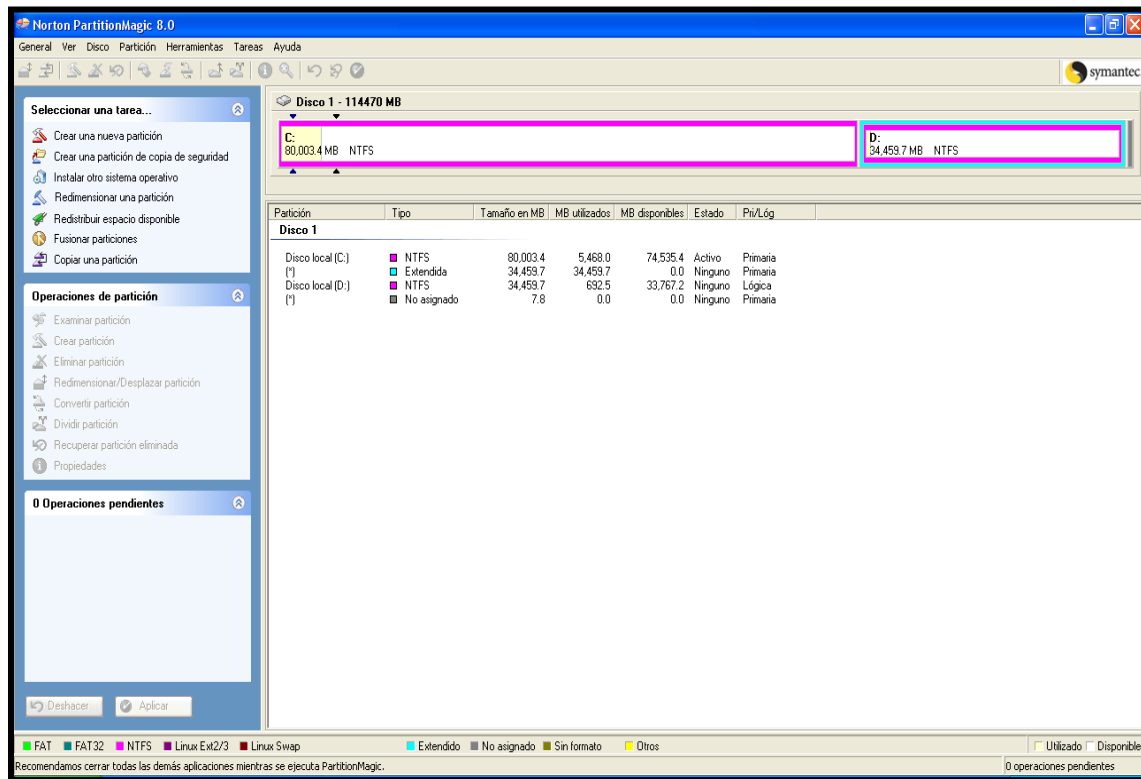 Norton PartitionMagic 8.0
General Ver Disco Partición Herramientas Tareas Ayuda
symantec
Seleccionar una tarea...
Crear una nueva partición
Crear una partición de copia de seguridad
Instalar otro sistema operativo
Redimensionar una partición
Redistribuir espacio disponible
Fusionar particiones
Copiar una partición
Operaciones de partición
Examinar partición
Crear partición
Eliminar partición
Redimensionar/Desplazar partición
Convertir partición
Dividir partición
Recuperar partición eliminada
Propiedades
0 Operaciones pendientes
Deshacer Aplicar
Disco 1 - 114470 MB
C:
80,003.4 MB NTFS
D:
34,459.7 MB NTFS
Partición Tipo Tamaño en MB MB utilizados MB disponibles Estado Pri/Lóg
Disco 1
Disco local (C:) NTFS 80,003.4 5,468.0 74,535.4 Activo Primaria
(*) Extendida 34,459.7 34,459.7 0.0 Ninguno Primaria
Disco local (D:) NTFS 34,459.7 692.5 33,767.2 Ninguno Lógica
(*) No asignado 7.8 0.0 0.0 Ninguno Primaria
FAT FAT32 NTFS Linux Ext2/3 Linux Swap Extendido No asignado Sin formato Otros Utilizado Disponible
Recomendamos cerrar todas las demás aplicaciones mientras se ejecuta PartitionMagic. 0 operaciones pendientes